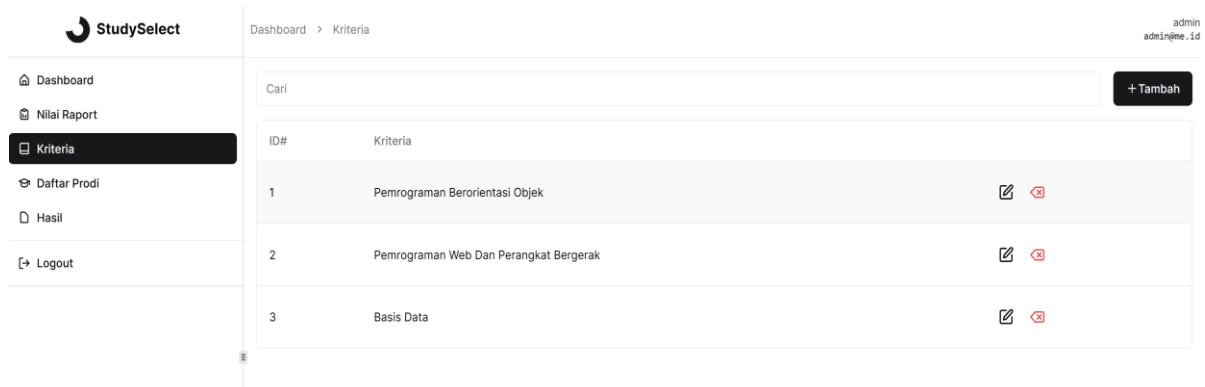 StudySelect
Dashboard > Kriteria
admin
admin@me.id
Dashboard
Nilai Raport
Kriteria
Daftar Prodi
Hasil
Logout
Cari
+Tambah
ID# Kriteria
1 Pemrograman Berorientasi Objek
2 Pemrograman Web Dan Perangkat Bergerak
3 Basis Data